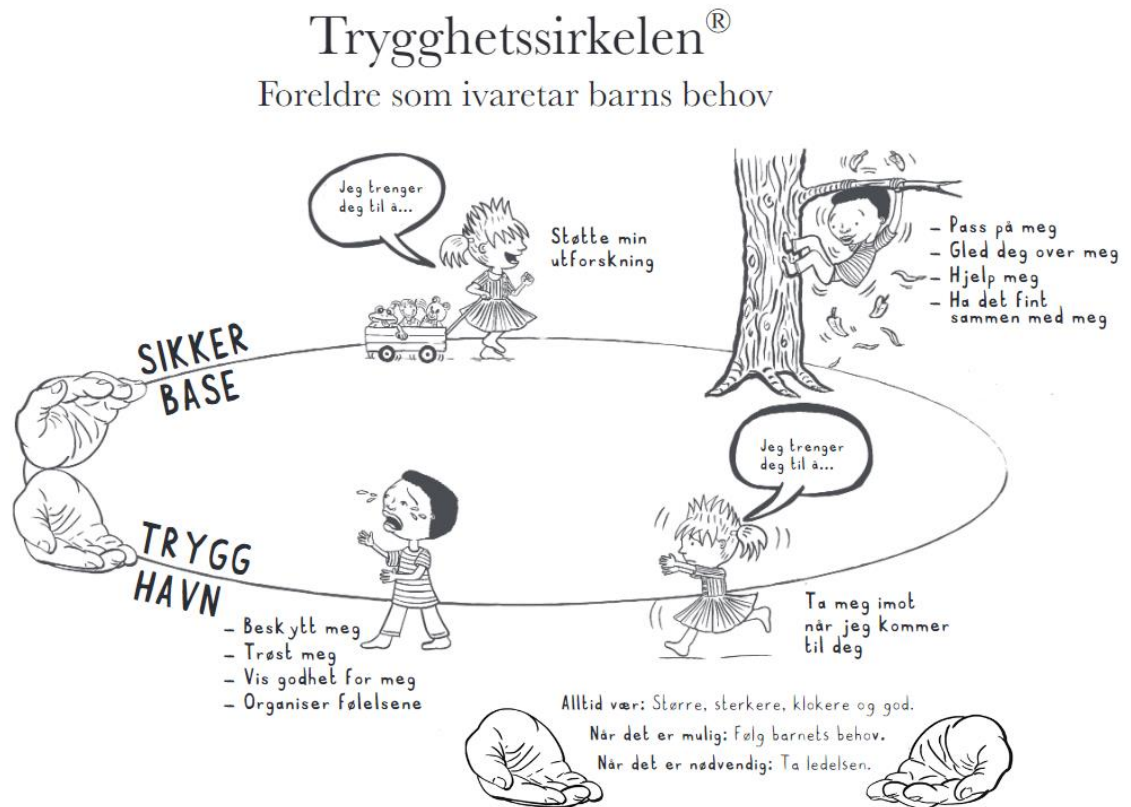 Trygghetssirkelen®
Foreldre som ivaretar barns behov
Jeg trenger
deg til å...
Støtte min
utforskning
– Pass på meg
– Gled deg over meg
– Hjelp meg
– Ha det fint
sammen med meg
SIKKER
BASE
Jeg trenger
deg til å...
Ta meg imot
når jeg kommer
til deg
TRYGG
HAVN
– Beskytt meg
– Trøst meg
– Vis godhet for meg
– Organiser følelsene
Alltid vær: Større, sterkere, klokere og god.
Når det er mulig: Følg barnets behov.
Når det er nødvendig: Ta ledelsen.